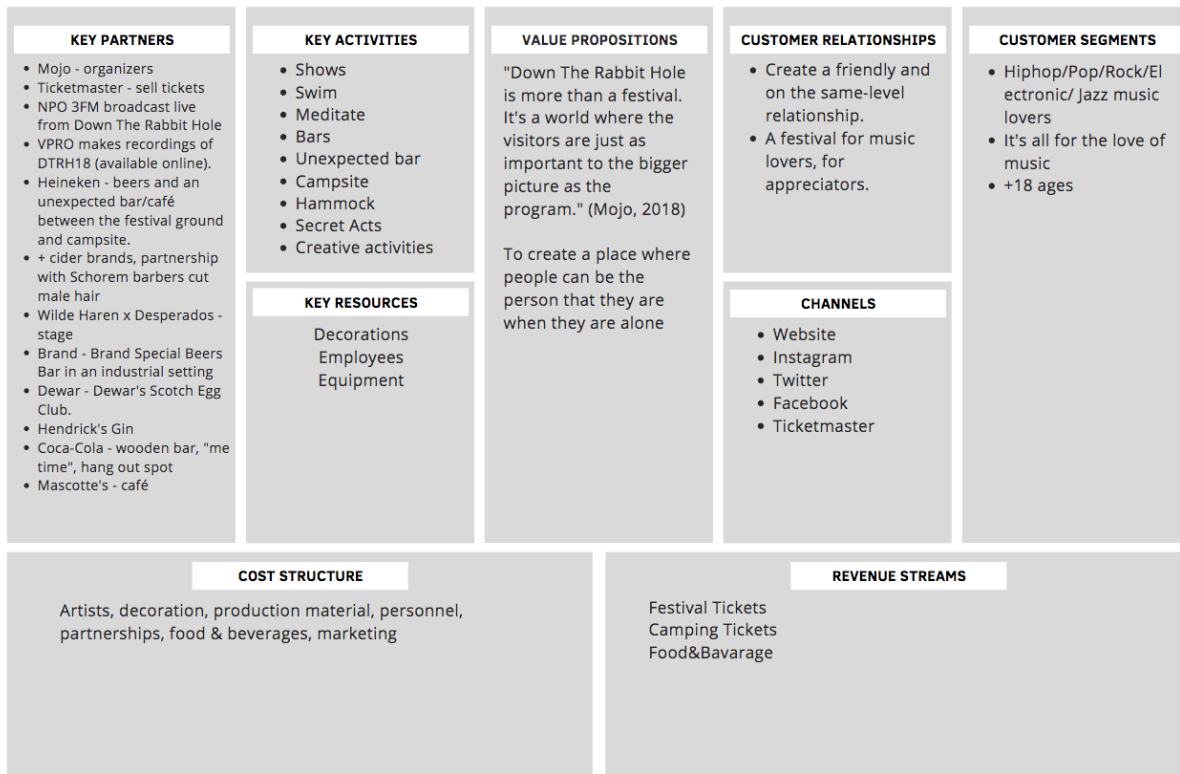 KEY PARTNERS
• Mojo - organizers
• Ticketmaster - sell tickets
• NPO 3FM broadcast live
from Down The Rabbit Hole
• VPRO makes recordings of
DTRH18 (available online).
• Heineken - beers and an
unexpected bar/café
between the festival ground
and campsite.
• + cider brands, partnership
with Schorem barbers cut
male hair
• Wilde Haren x Desperados -
stage
• Brand - Brand Special Beers
Bar in an industrial setting
• Dewar - Dewar's Scotch Egg
Club.
• Hendrick's Gin
• Coca-Cola - wooden bar, "me
time", hang out spot
• Mascotte's - café
KEY ACTIVITIES
• Shows
• Swim
• Meditate
• Bars
• Unexpected bar
• Campsite
• Hammock
• Secret Acts
• Creative activities
KEY RESOURCES
Decorations
Employees
Equipment
VALUE PROPOSITIONS
"Down The Rabbit Hole
is more than a festival.
It's a world where the
visitors are just as
important to the bigger
picture as the
program." (Mojo, 2018)
To create a place where
people can be the
person that they are
when they are alone
CUSTOMER RELATIONSHIPS
• Create a friendly and
on the same-level
relationship.
• A festival for music
lovers, for
appreciators.
CHANNELS
• Website
• Instagram
• Twitter
• Facebook
• Ticketmaster
CUSTOMER SEGMENTS
• Hiphop/Pop/Rock/El
ectronic/ Jazz music
lovers
• It's all for the love of
music
• +18 ages
COST STRUCTURE
Artists, decoration, production material, personnel,
partnerships, food & beverages, marketing
REVENUE STREAMS
Festival Tickets
Camping Tickets
Food&Bavarage